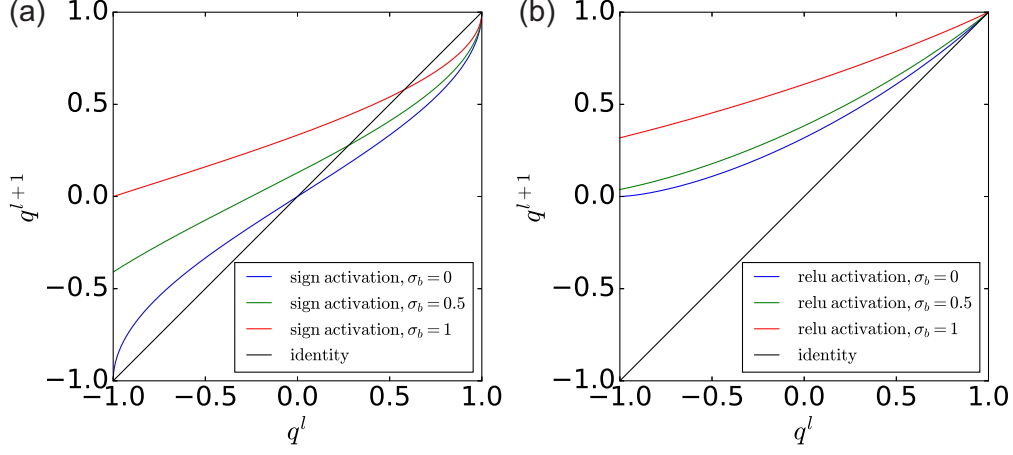 (a)
1.0
0.5
0.0
−0.5
−1.0
q^{l+1}
sign activation, σ_b = 0
sign activation, σ_b = 0.5
sign activation, σ_b = 1
identity
−1.0 −0.5 0.0 0.5 1.0
q^l
(b)
1.0
0.5
0.0
−0.5
−1.0
q^{l+1}
relu activation, σ_b = 0
relu activation, σ_b = 0.5
relu activation, σ_b = 1
identity
−1.0 −0.5 0.0 0.5 1.0
q^l